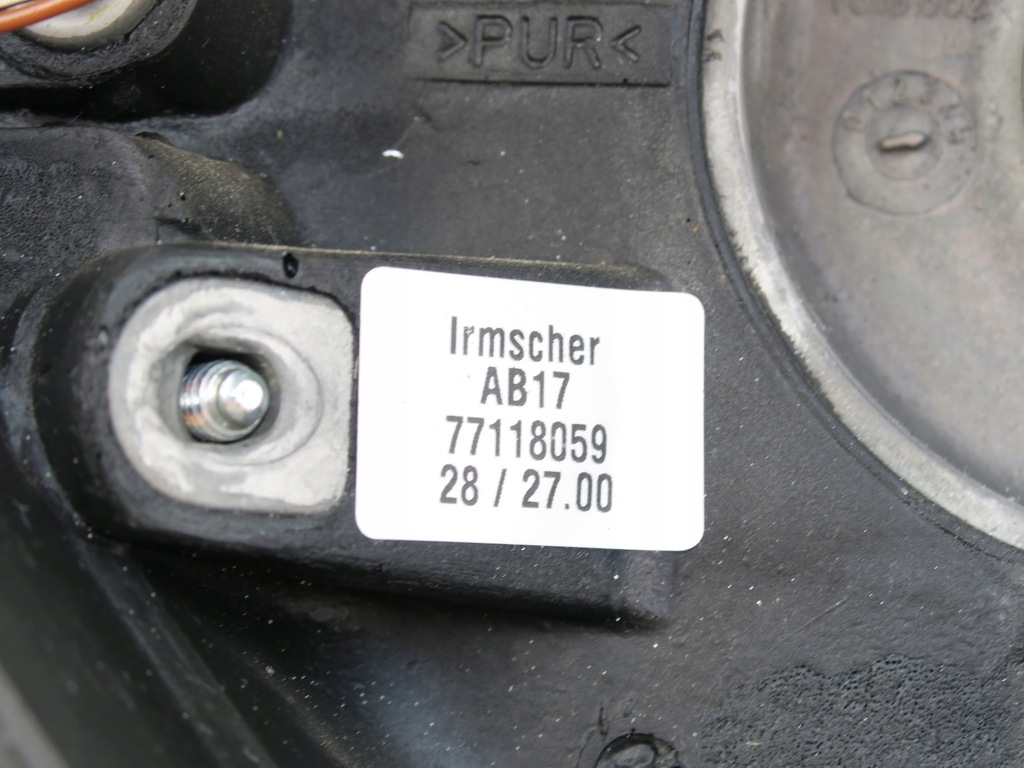 >PUR<
Irmscher
AB17
77118059
28 / 27.00